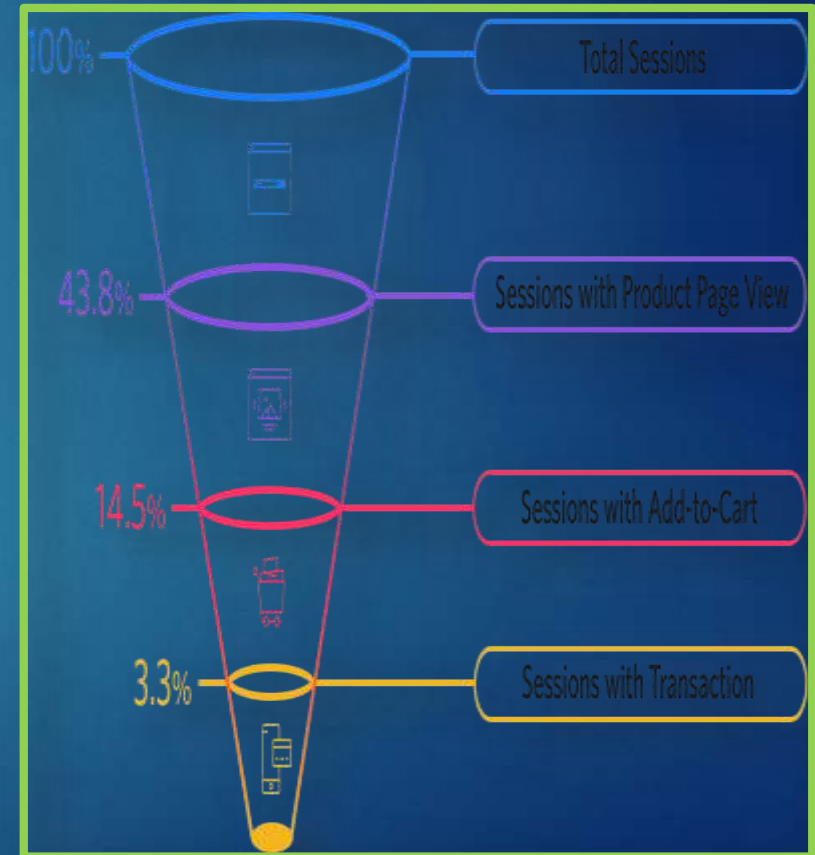 100%
Total Sessions
43.8%
Sessions with Product Page View
14.5%
Sessions with Add-to-Cart
3.3%
Sessions with Transaction